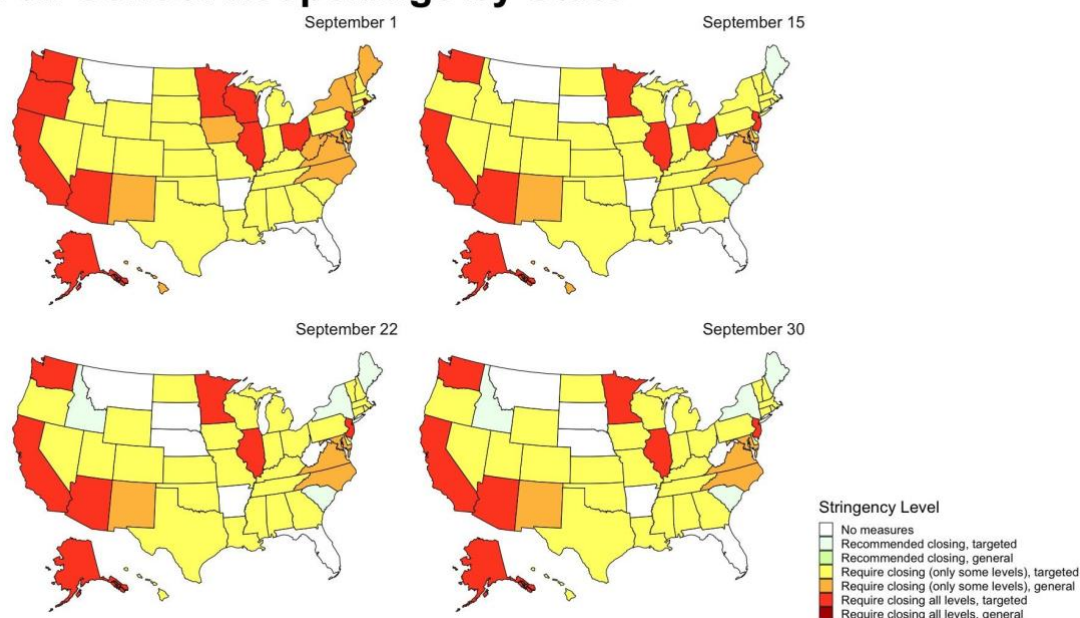 September 1
September 15
September 22
September 30
Stringency Level
No measures
Recommended closing, targeted
Recommended closing, general
Require closing (only some levels), targeted
Require closing (only some levels), general
Require closing all levels, targeted
Require closing all levels, general